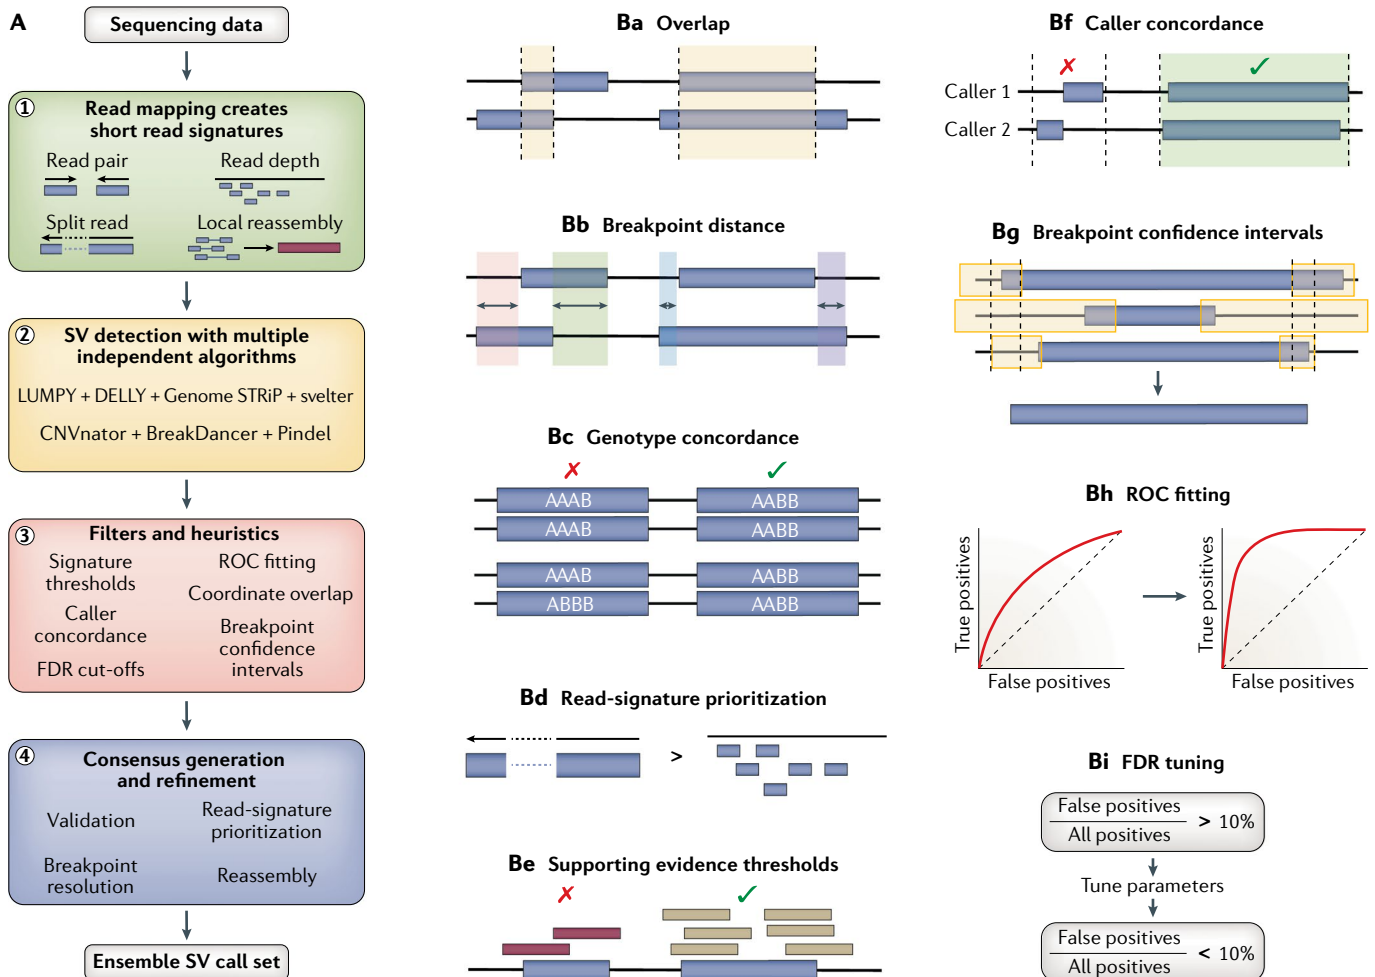 A
Sequencing data
1
Read mapping creates
short read signatures
Read pair
Read depth
Split read
Local reassembly
2
SV detection with multiple
independent algorithms
LUMPY + DELLY + Genome STRiP + svelter
CNVnator + BreakDancer + Pindel
3
Filters and heuristics
Signature
thresholds
Caller
concordance
FDR cut-offs
ROC fitting
Coordinate overlap
Breakpoint
confidence
intervals
4
Consensus generation
and refinement
Validation
Read-signature
prioritization
Breakpoint
resolution
Reassembly
Ensemble SV call set
Ba Overlap
Bb Breakpoint distance
Bc Genotype concordance
✗ ✓
AAAB AABB
AAAB AABB
AAAB AABB
ABBB AABB
Bd Read-signature prioritization
>
Be Supporting evidence thresholds
✗ ✓
Bf Caller concordance
✗ ✓
Caller 1
Caller 2
Bg Breakpoint confidence intervals
Bh ROC fitting
True positives
False positives
True positives
False positives
Bi FDR tuning
False positives
All positives
> 10%
Tune parameters
False positives
All positives
< 10%